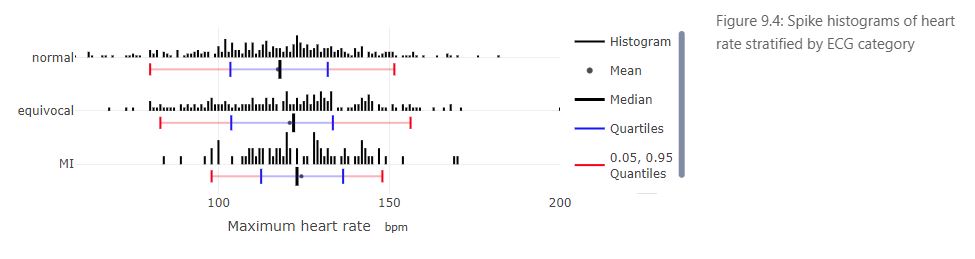 Figure 9.4: Spike histograms of heart
rate stratified by ECG category
normal
equivocal
MI
100
150
200
Maximum heart rate bpm
Histogram
Mean
Median
Quartiles
0.05, 0.95
Quantiles